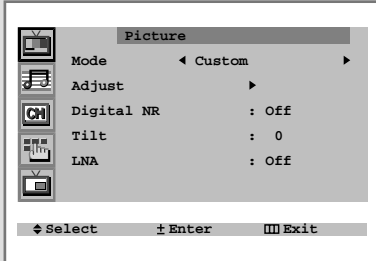 Picture
Mode ◀ Custom ▶
Adjust ▶
Digital NR : Off
Tilt : 0
LNA : Off
CH
Select ± Enter Exit